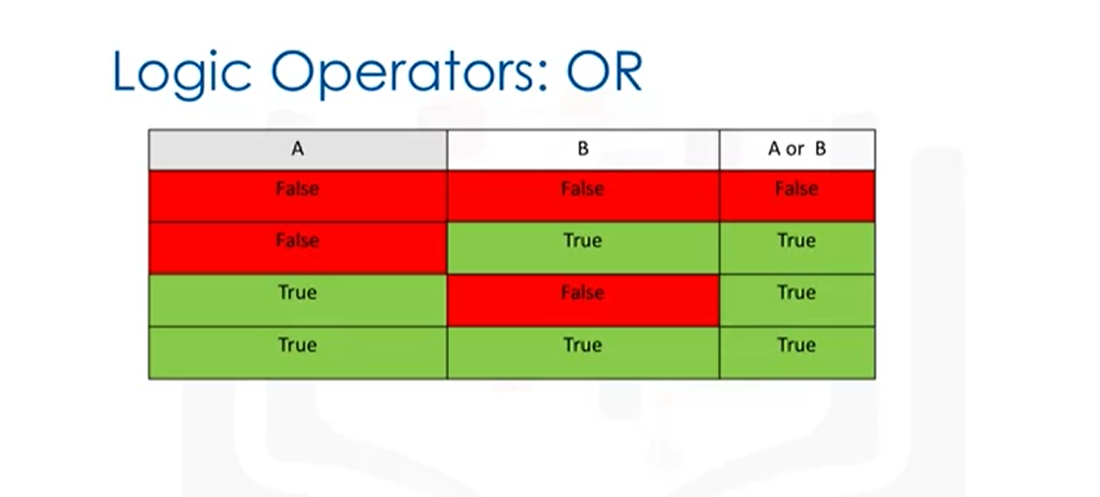 Logic Operators: OR
A B A or B
False False False
False True True
True False True
True True True